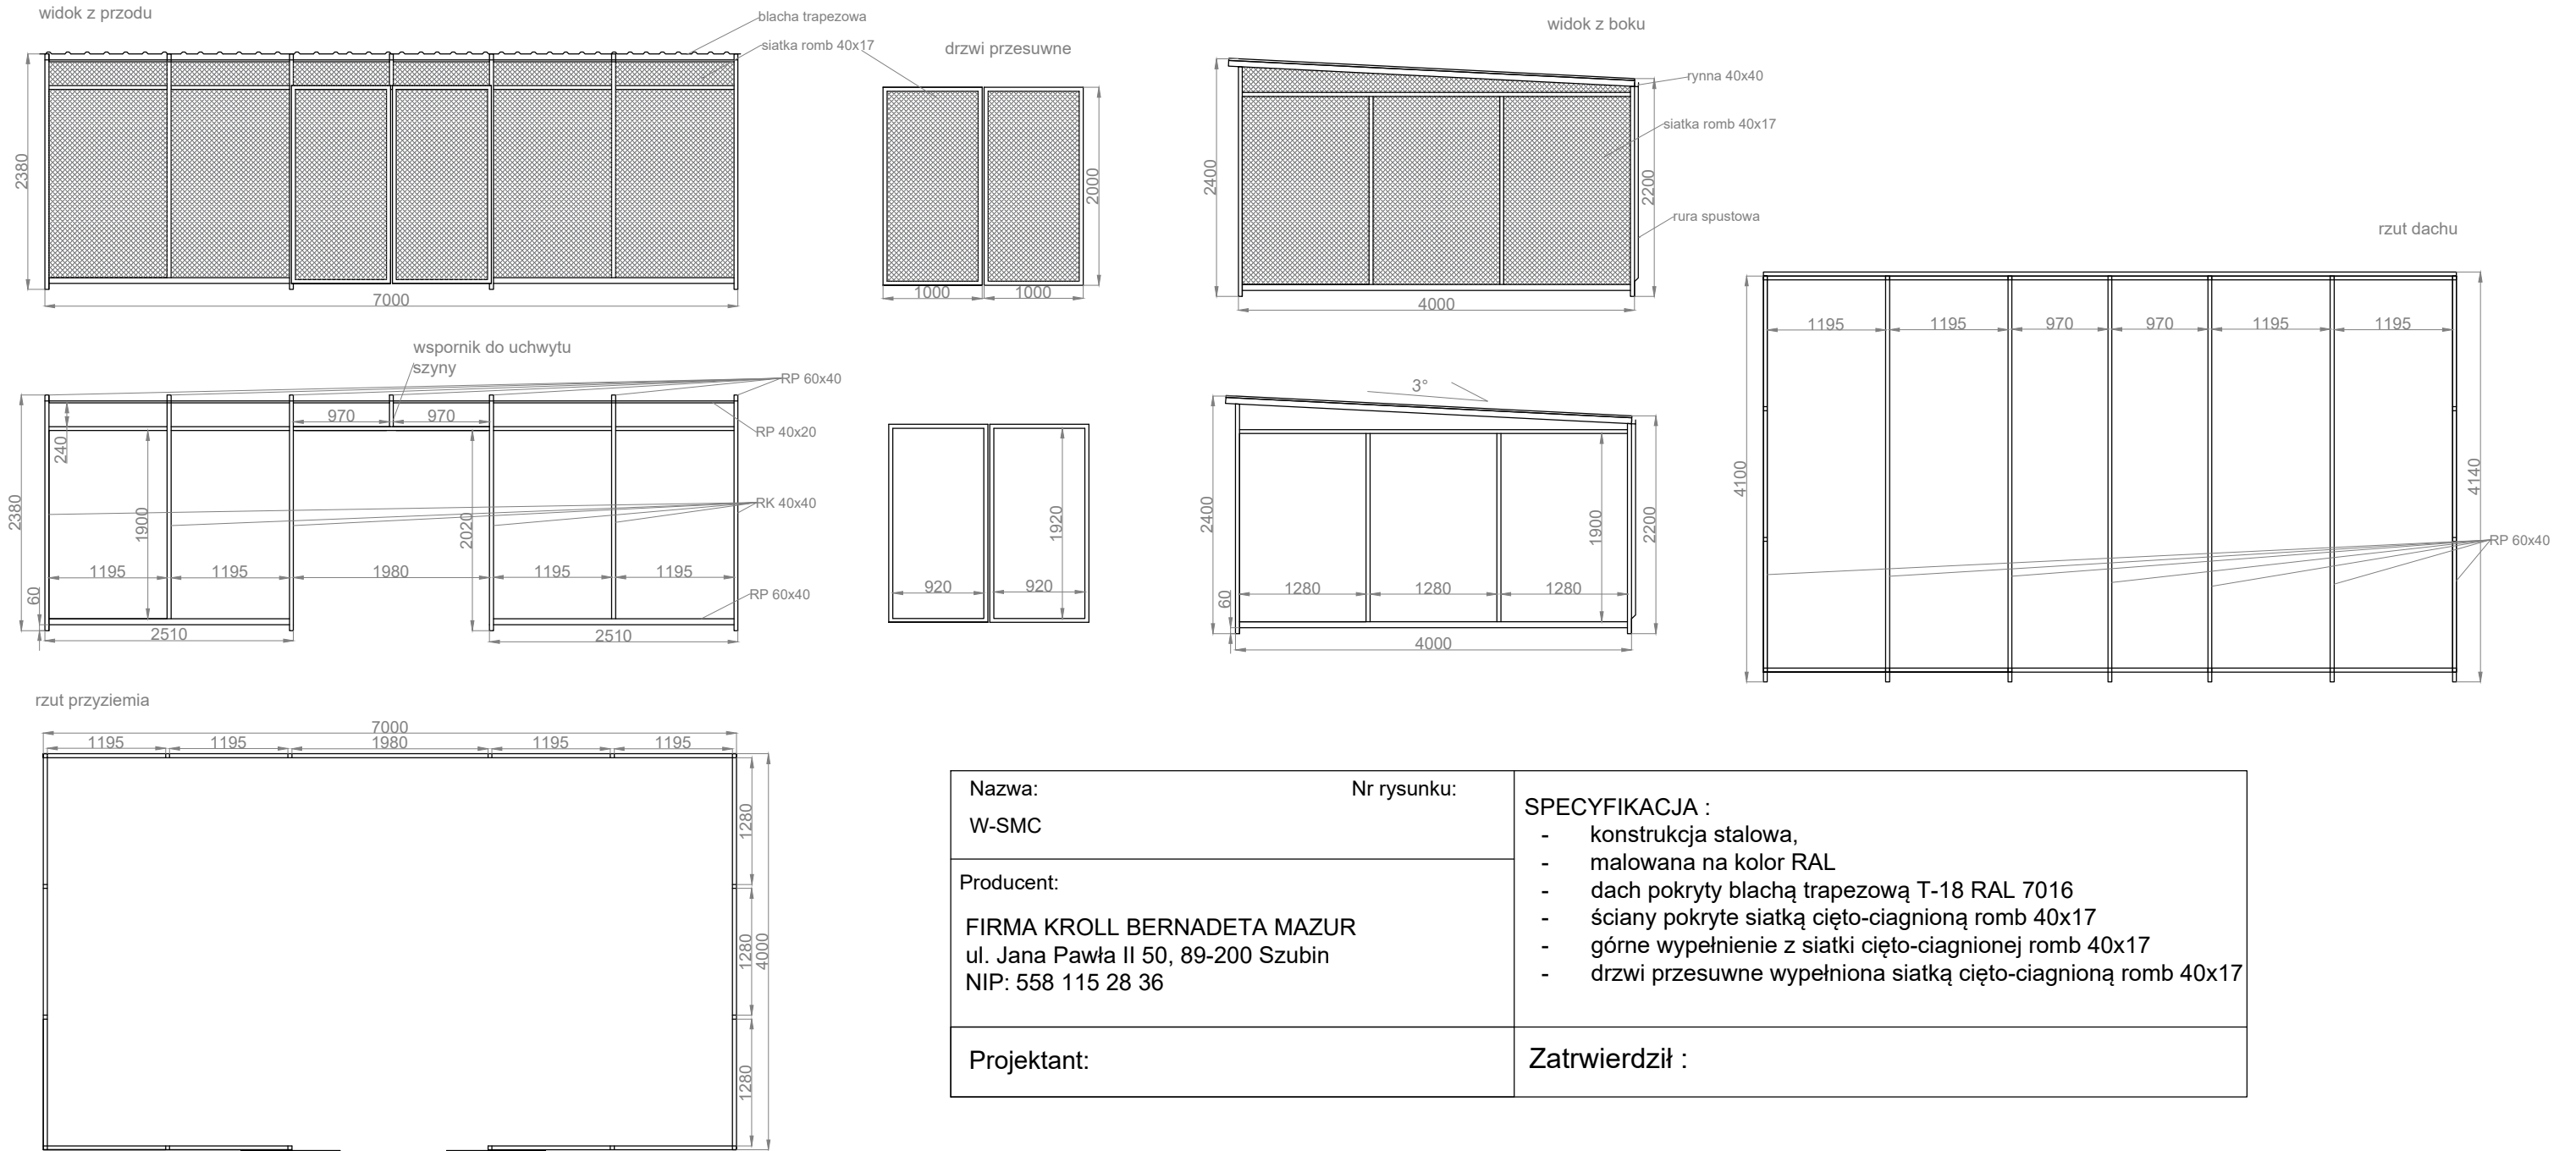 widok z przodu
blacha trapezowa
siatka romb 40x17
2380
7000
drzwi przesuwne
2000
1000
1000
widok z boku
rynna 40x40
siatka romb 40x17
rura spustowa
2400
2200
4000
rzut dachu
1195
1195
970
970
1195
1195
4100
4140
RP 60x40
wspornik do uchwytu
szyny
RP 60x40
970
970
RP 40x20
240
2380
1900
2020
RK 40x40
1195
1195
1980
1195
1195
60
RP 60x40
2510
2510
1920
920
920
3°
2400
1900
2200
1280
1280
1280
60
4000
rzut przyziemia
7000
1195
1195
1980
1195
1195
1280
1280
4000
1280
Nazwa:
Nr rysunku:
W-SMC
Producent:
FIRMA KROLL BERNADETA MAZUR
ul. Jana Pawła II 50, 89-200 Szubin
NIP: 558 115 28 36
Projektant:
SPECYFIKACJA :
- konstrukcja stalowa,
- malowana na kolor RAL
- dach pokryty blachą trapezową T-18 RAL 7016
- ściany pokryte siatką cięto-ciagnioną romb 40x17
- górne wypełnienie z siatki cięto-ciagnionej romb 40x17
- drzwi przesuwne wypełniona siatką cięto-ciagnioną romb 40x17
Zatrwierdził :